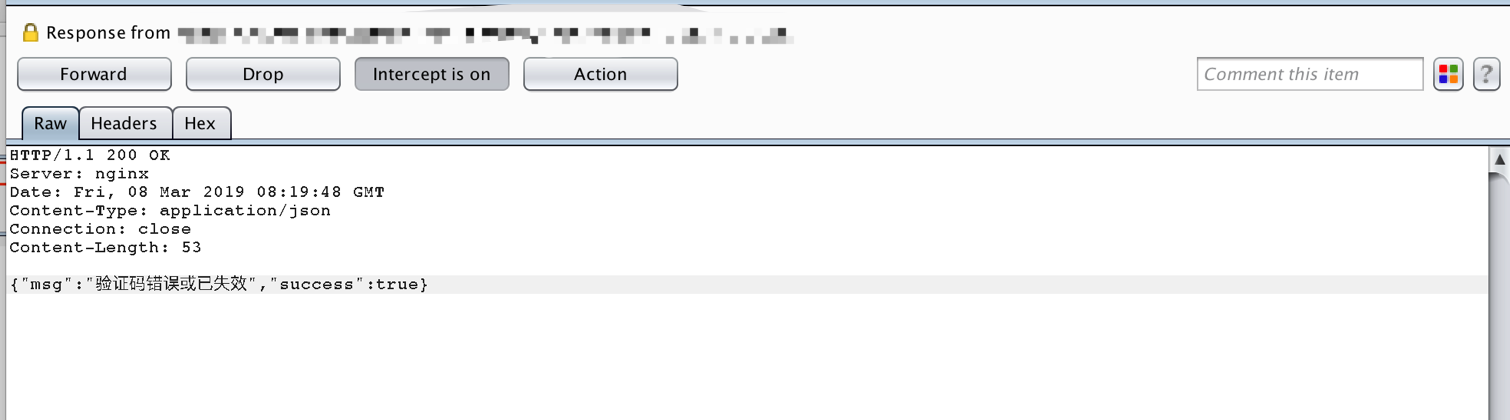 Response from
Forward Drop Intercept is on Action Comment this item ?
Raw Headers Hex
HTTP/1.1 200 OK
Server: nginx
Date: Fri, 08 Mar 2019 08:19:48 GMT
Content-Type: application/json
Connection: close
Content-Length: 53
{"msg":"验证码错误或已失效","success":true}